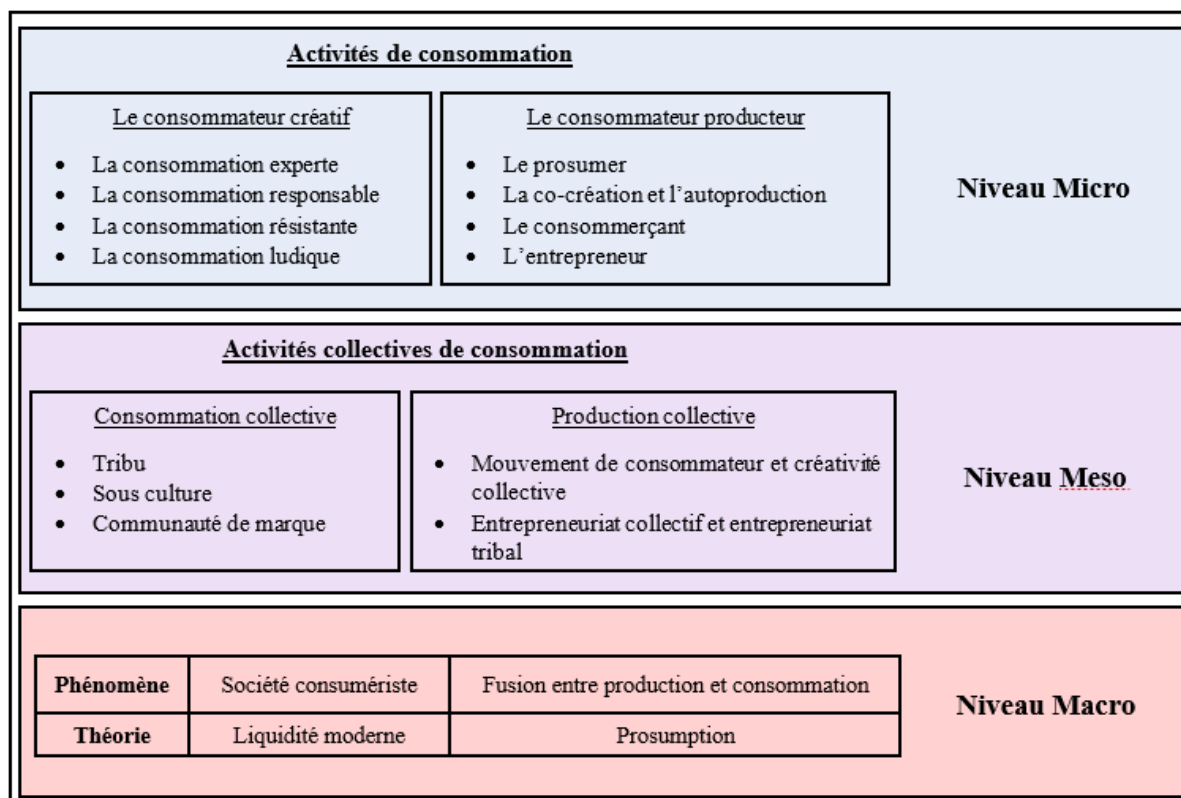 Activités de consommation
Le consommateur créatif
• La consommation experte
• La consommation responsable
• La consommation résistante
• La consommation ludique
Le consommateur producteur
• Le prosumer
• La co-création et l’autoproduction
• Le consommerçant
• L’entrepreneur
Niveau Micro
Activités collectives de consommation
Consommation collective
• Tribu
• Sous culture
• Communauté de marque
Production collective
• Mouvement de consommateur et créativité
collective
• Entrepreneuriat collectif et entrepreneuriat
tribal
Niveau Meso
Phénomène Société consumériste Fusion entre production et consommation
Théorie Liquidité moderne Prosumption
Niveau Macro